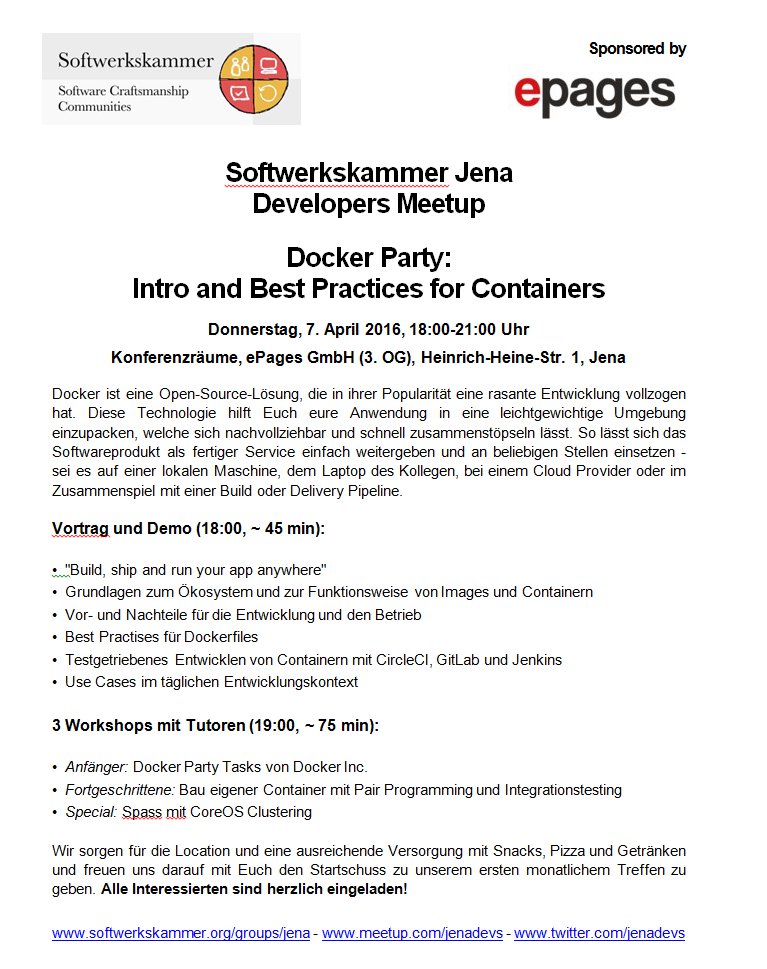 Softwerkskammer
Software Craftsmanship
Communities
Sponsored by
epages
Softwerkskammer Jena
Developers Meetup
Docker Party:
Intro and Best Practices for Containers
Donnerstag, 7. April 2016, 18:00-21:00 Uhr
Konferenzräume, ePages GmbH (3. OG), Heinrich-Heine-Str. 1, Jena
Docker ist eine Open-Source-Lösung, die in ihrer Popularität eine rasante Entwicklung vollzogen
hat. Diese Technologie hilft Euch eure Anwendung in eine leichtgewichtige Umgebung
einzupacken, welche sich nachvollziehbar und schnell zusammenstöpseln lässt. So lässt sich das
Softwareprodukt als fertiger Service einfach weitergeben und an beliebigen Stellen einsetzen -
sei es auf einer lokalen Maschine, dem Laptop des Kollegen, bei einem Cloud Provider oder im
Zusammenspiel mit einer Build oder Delivery Pipeline.
Vortrag und Demo (18:00, ~ 45 min):
• "Build, ship and run your app anywhere"
• Grundlagen zum Ökosystem und zur Funktionsweise von Images und Containern
• Vor- und Nachteile für die Entwicklung und den Betrieb
• Best Practises für Dockerfiles
• Testgetriebenes Entwicklen von Containern mit CircleCI, GitLab und Jenkins
• Use Cases im täglichen Entwicklungskontext
3 Workshops mit Tutoren (19:00, ~ 75 min):
• Anfänger: Docker Party Tasks von Docker Inc.
• Fortgeschrittene: Bau eigener Container mit Pair Programming und Integrationstesting
• Special: Spass mit CoreOS Clustering
Wir sorgen für die Location und eine ausreichende Versorgung mit Snacks, Pizza und Getränken
und freuen uns darauf mit Euch den Startschuss zu unserem ersten monatlichem Treffen zu
geben. Alle Interessierten sind herzlich eingeladen!
www.softwerkskammer.org/groups/jena - www.meetup.com/jenadevs - www.twitter.com/jenadevs